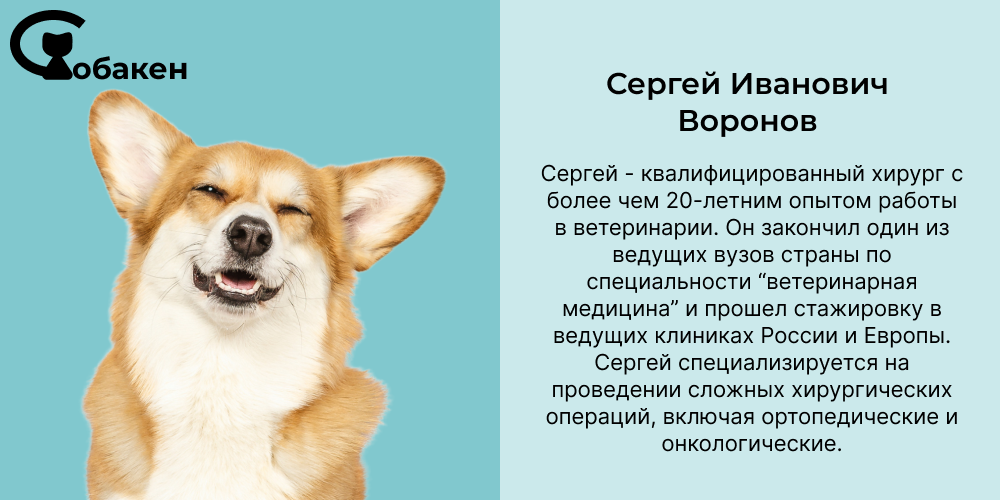 Собакен
Сергей Иванович
Воронов
Сергей - квалифицированный хирург с
более чем 20-летним опытом работы
в ветеринарии. Он закончил один из
ведущих вузов страны по
специальности “ветеринарная
медицина” и прошел стажировку в
ведущих клиниках России и Европы.
Сергей специализируется на
проведении сложных хирургических
операций, включая ортопедические и
онкологические.